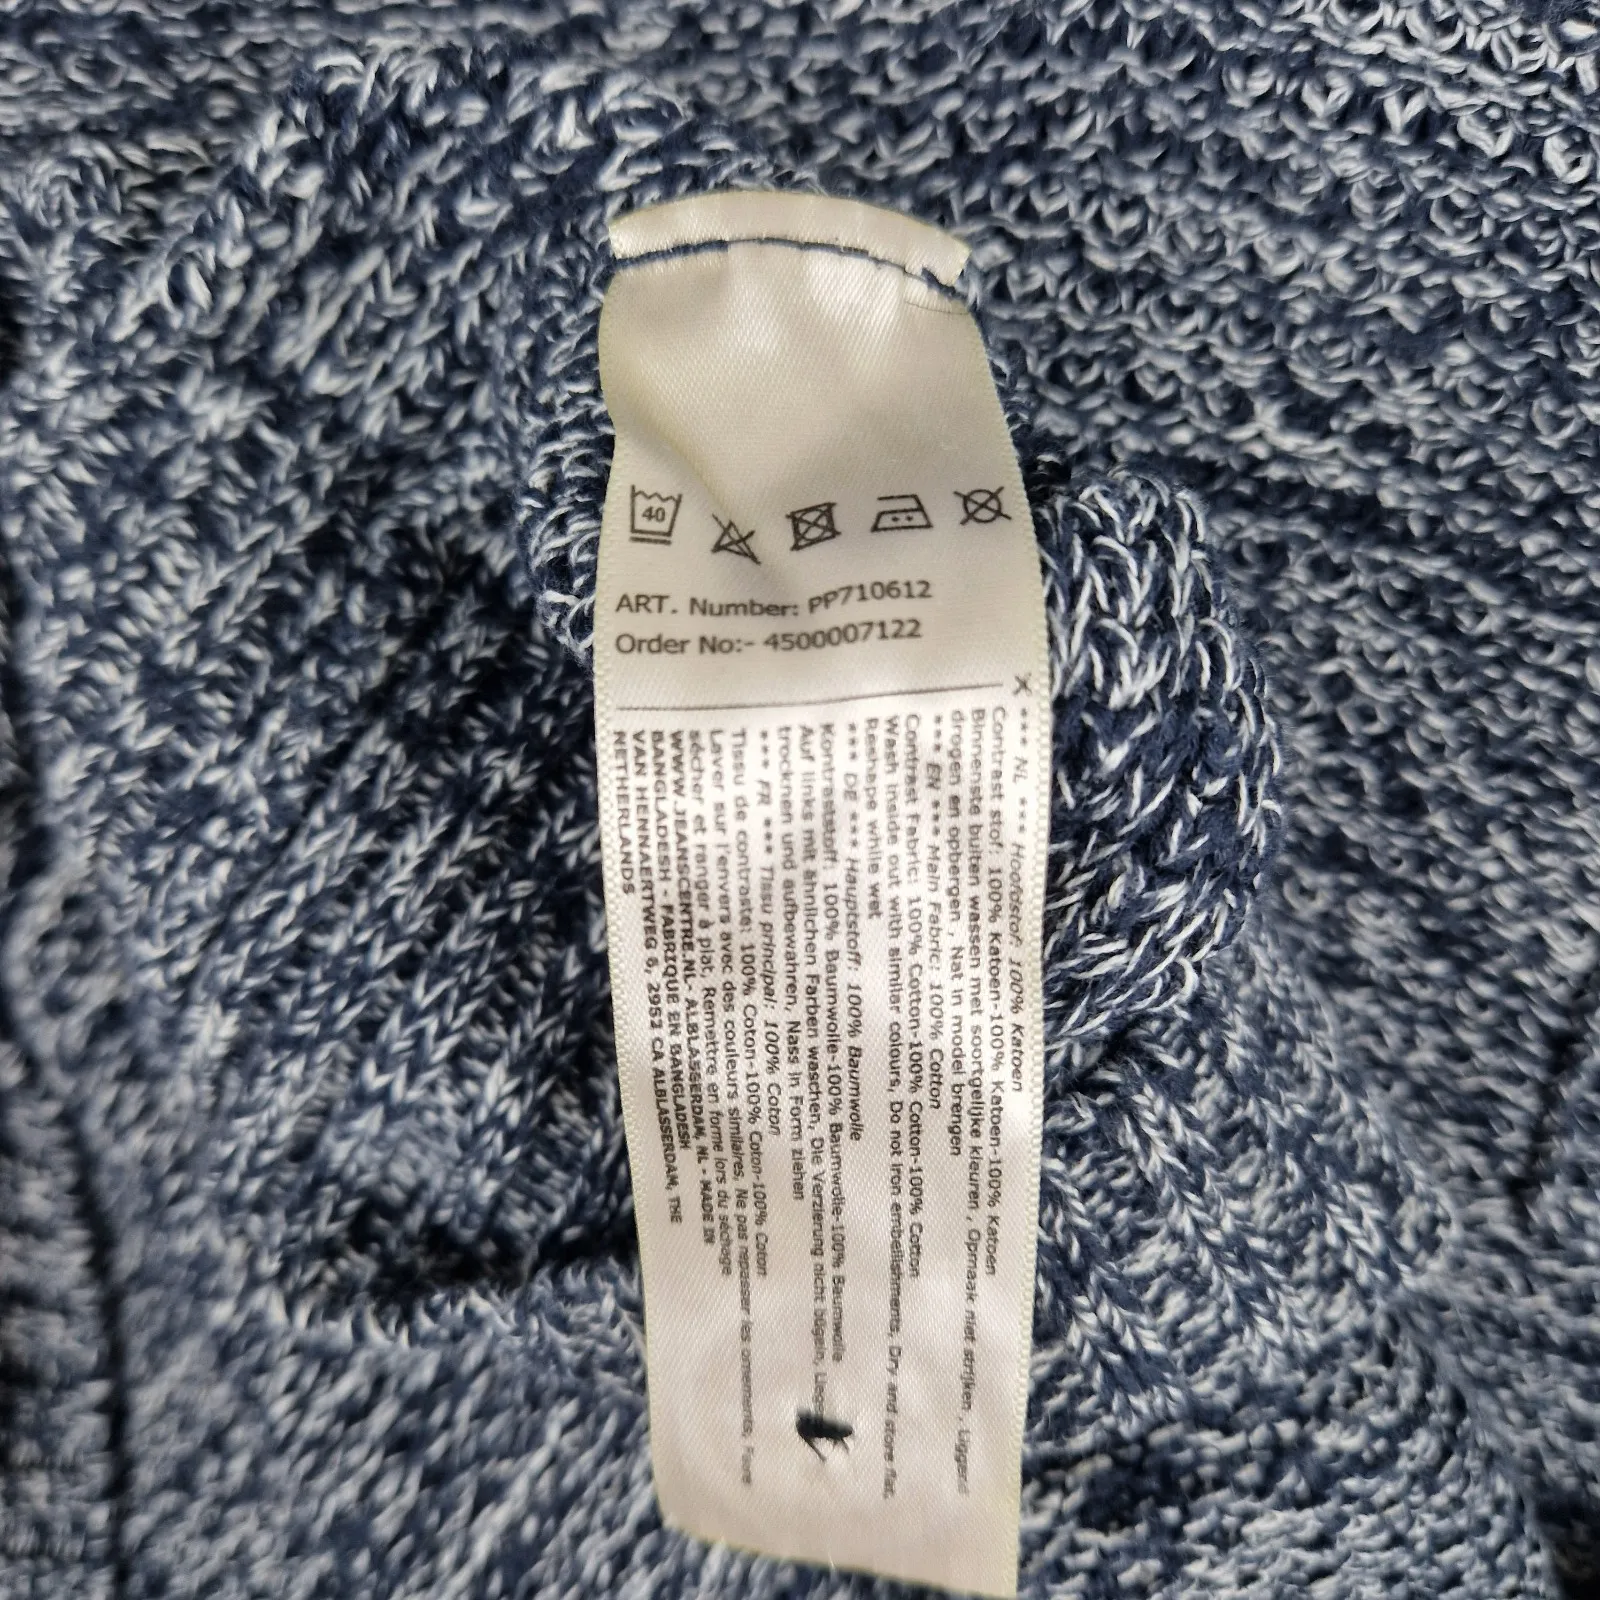 40
ART. Number: PP710612
Order No:- 4500007122
*** NL *** Hoofdstof: 100% Katoen
Contrast stof: 100% Katoen-100% Katoen-100% Katoen
Binnenste buiten wassen met soortgelijke kleuren , Opmaak niet strijken , Liggend
drogen en opbergen , Nat in model brengen
*** EN *** Main Fabric: 100% Cotton
Contrast Fabric: 100% Cotton-100% Cotton-100% Cotton
Wash inside out with similar colours, Do not iron embelishments, Dry and store flat,
Reshape while wet
*** DE *** Hauptstoff: 100% Baumwolle
Kontraststoff: 100% Baumwolle-100% Baumwolle-100% Baumwolle
Auf links mit ähnlichen Farben waschen, Die Verzierung nicht bügeln,
trocknen und aufbewahren, Nass in Form ziehen
*** FR *** Tissu principal: 100% Coton
Tissu de contraste: 100% Coton-100% Coton-100% Coton
Laver sur l'envers avec des couleurs similaires, Ne pas repasser les ornements, Faire
sécher et ranger à plat, Remettre en forme lors du séchage
WWW.JEANSCENTRE.NL- ALBLASSERDAM, NL - MADE IN
BANGLADESH - FABRIQUE EN BANGLADESH
VAN HENNAERTWEG 6, 2952 CA ALBLASSERDAM, THE
NETHERLANDS